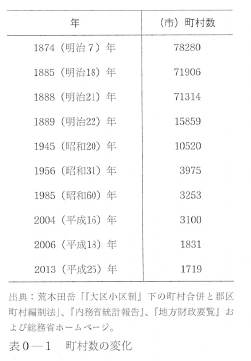 年 (市)町村数
1874(明治7)年 78280
1885(明治18)年 71906
1888(明治21)年 71314
1889(明治22)年 15859
1945(昭和20)年 10520
1956(昭和31)年 3975
1985(昭和60)年 3253
2004(平成16)年 3100
2006(平成18)年 1831
2013(平成25)年 1719
出典:荒木田岳「『大区小区制』下の町村合併と郡区
町村編制法」、『内務省統計報告』、『地方財政要覧』お
よび総務省ホームページ。
表0―1 町村数の変化